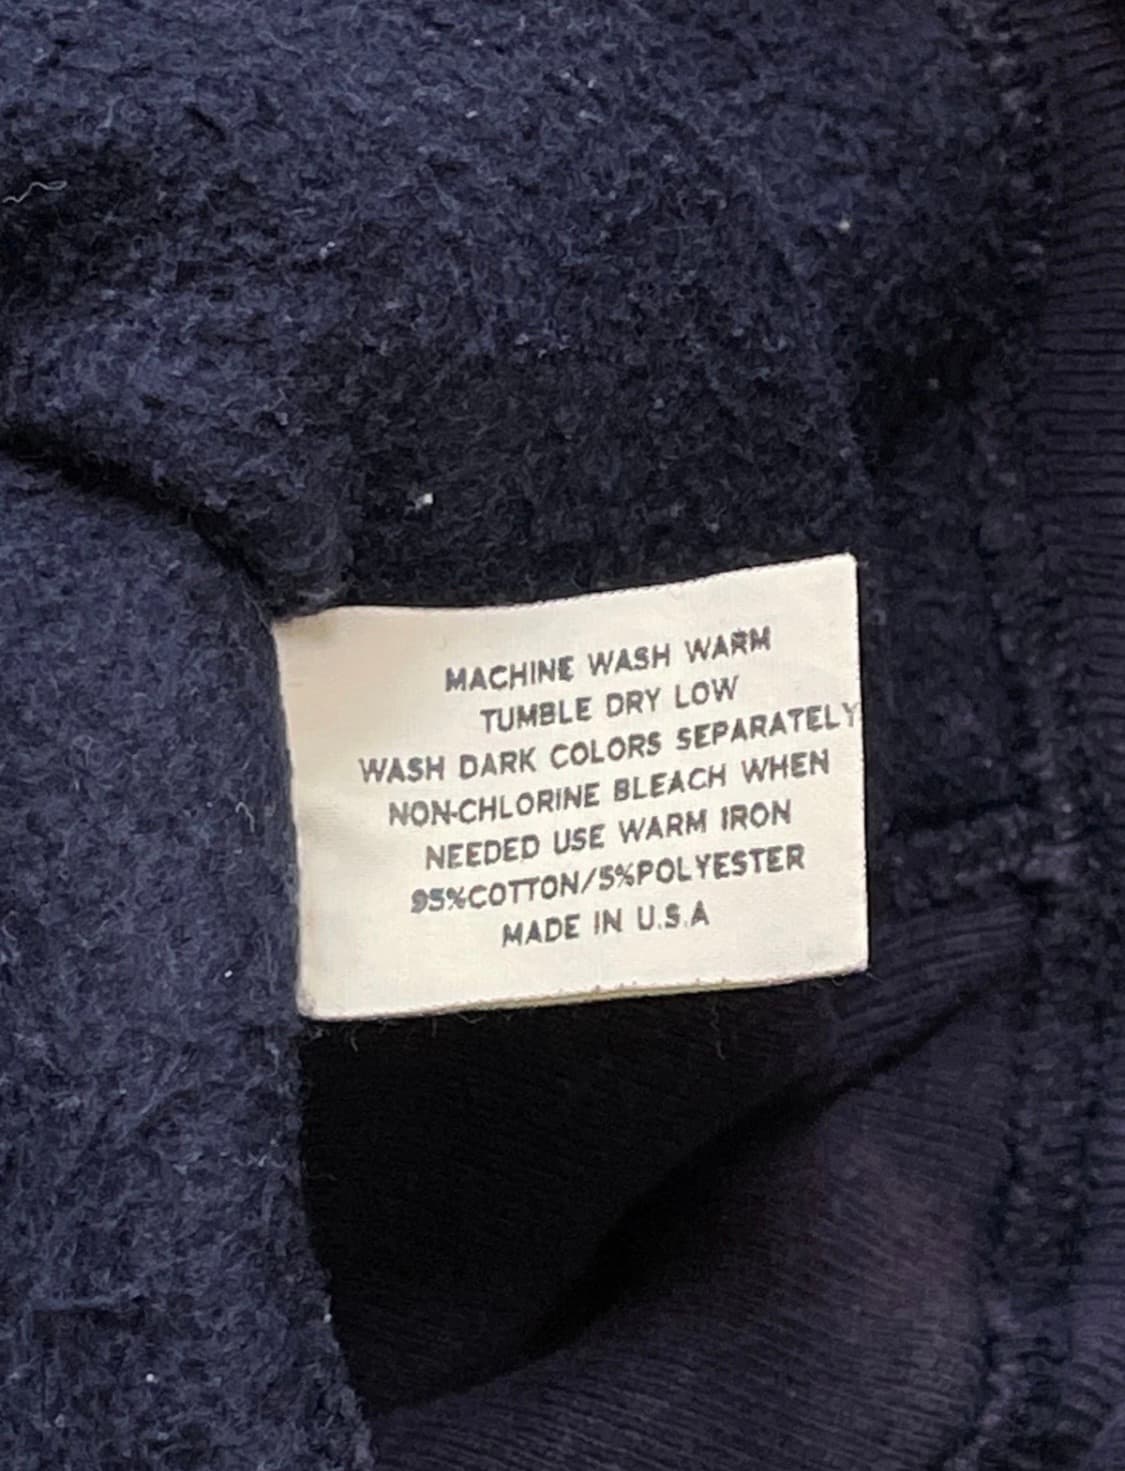 MACHINE WASH WARM
TUMBLE DRY LOW
WASH DARK COLORS SEPARATELY
NON-CHLORINE BLEACH WHEN
NEEDED USE WARM IRON
95%COTTON/5%POLYESTER
MADE IN U.S.A